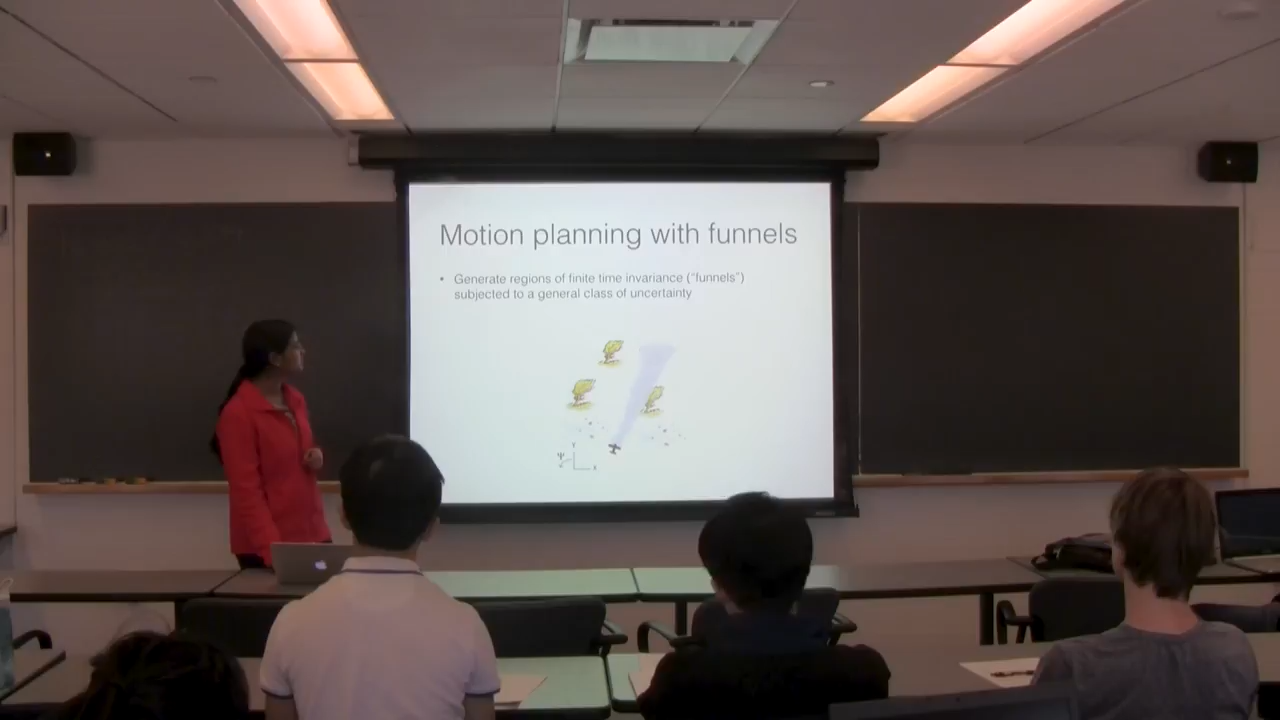 Motion planning with funnels
• Generate regions of finite time invariance (“funnels”)
subjected to a general class of uncertainty
Y
Ψ
X